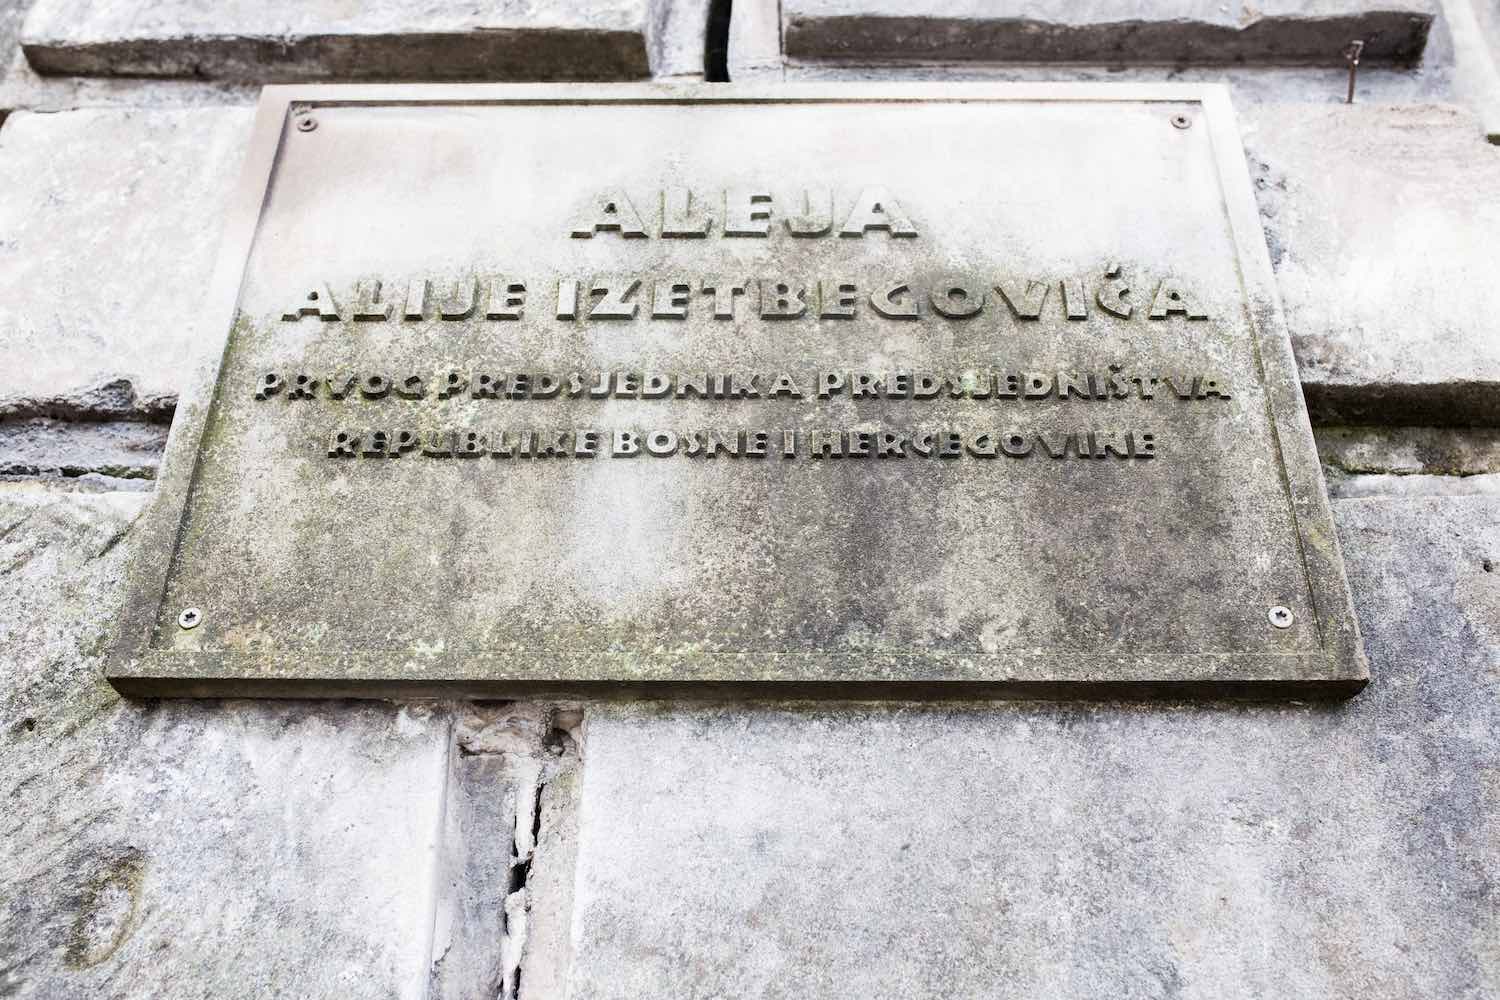 ALEJA
ALIJE IZETBEGOVIĆA
PRVOG PREDSJEDNIKA PREDSJEDNIŠTVA
REPUBLIKE BOSNE I HERCEGOVINE